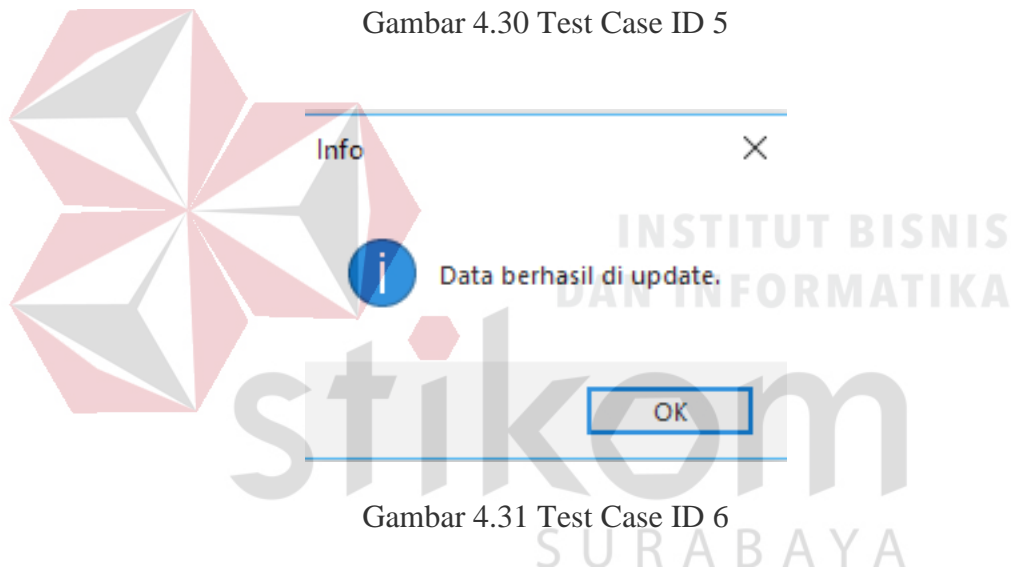 Gambar 4.30 Test Case ID 5
Info
INSTITUT BISNIS
Data berhasil di update.
DAN INFORMATIKA
stikom
OK
Gambar 4.31 Test Case ID 6
SURABAYA